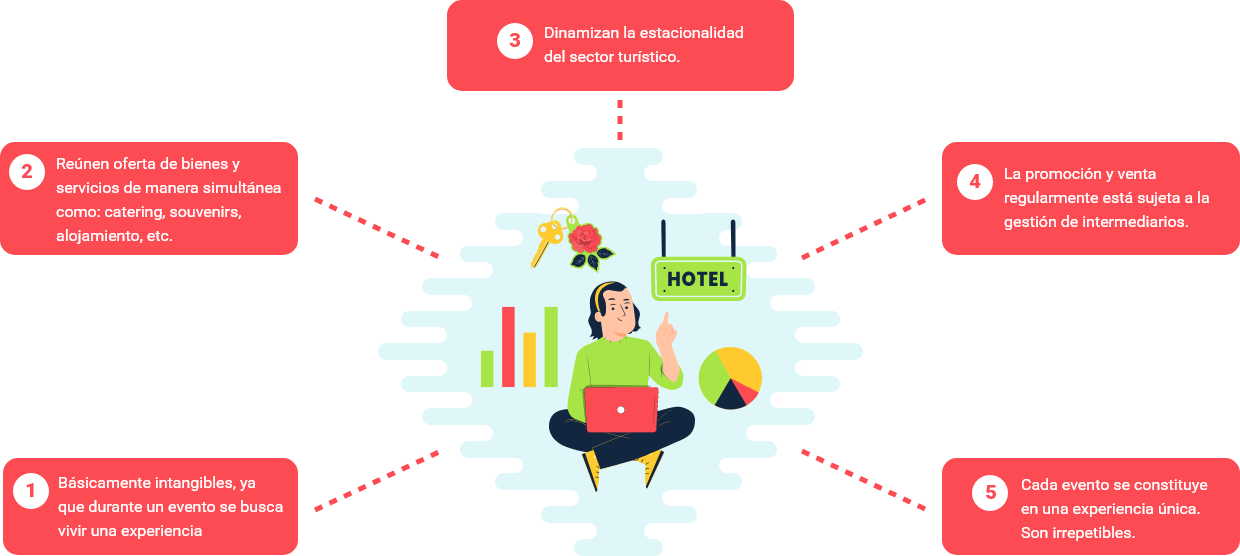 1
Básicamente intangibles, ya
que durante un evento se busca
vivir una experiencia
2
Reúnen oferta de bienes y
servicios de manera simultánea
como: catering, souvenirs,
alojamiento, etc.
3
Dinamizan la estacionalidad
del sector turístico.
4
La promoción y venta
regularmente está sujeta a la
gestión de intermediarios.
5
Cada evento se constituye
en una experiencia única.
Son irrepetibles.
HOTEL